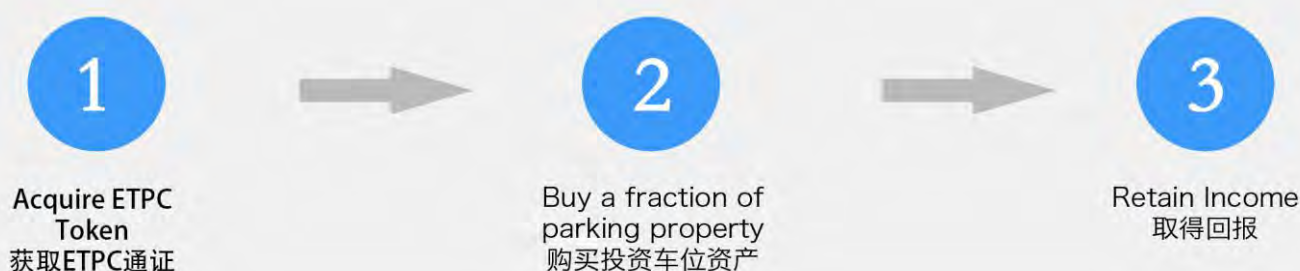 1
Acquire ETPC
Token
获取ETPC通证
2
Buy a fraction of
parking property
购买投资车位资产
3
Retain Income
取得回报